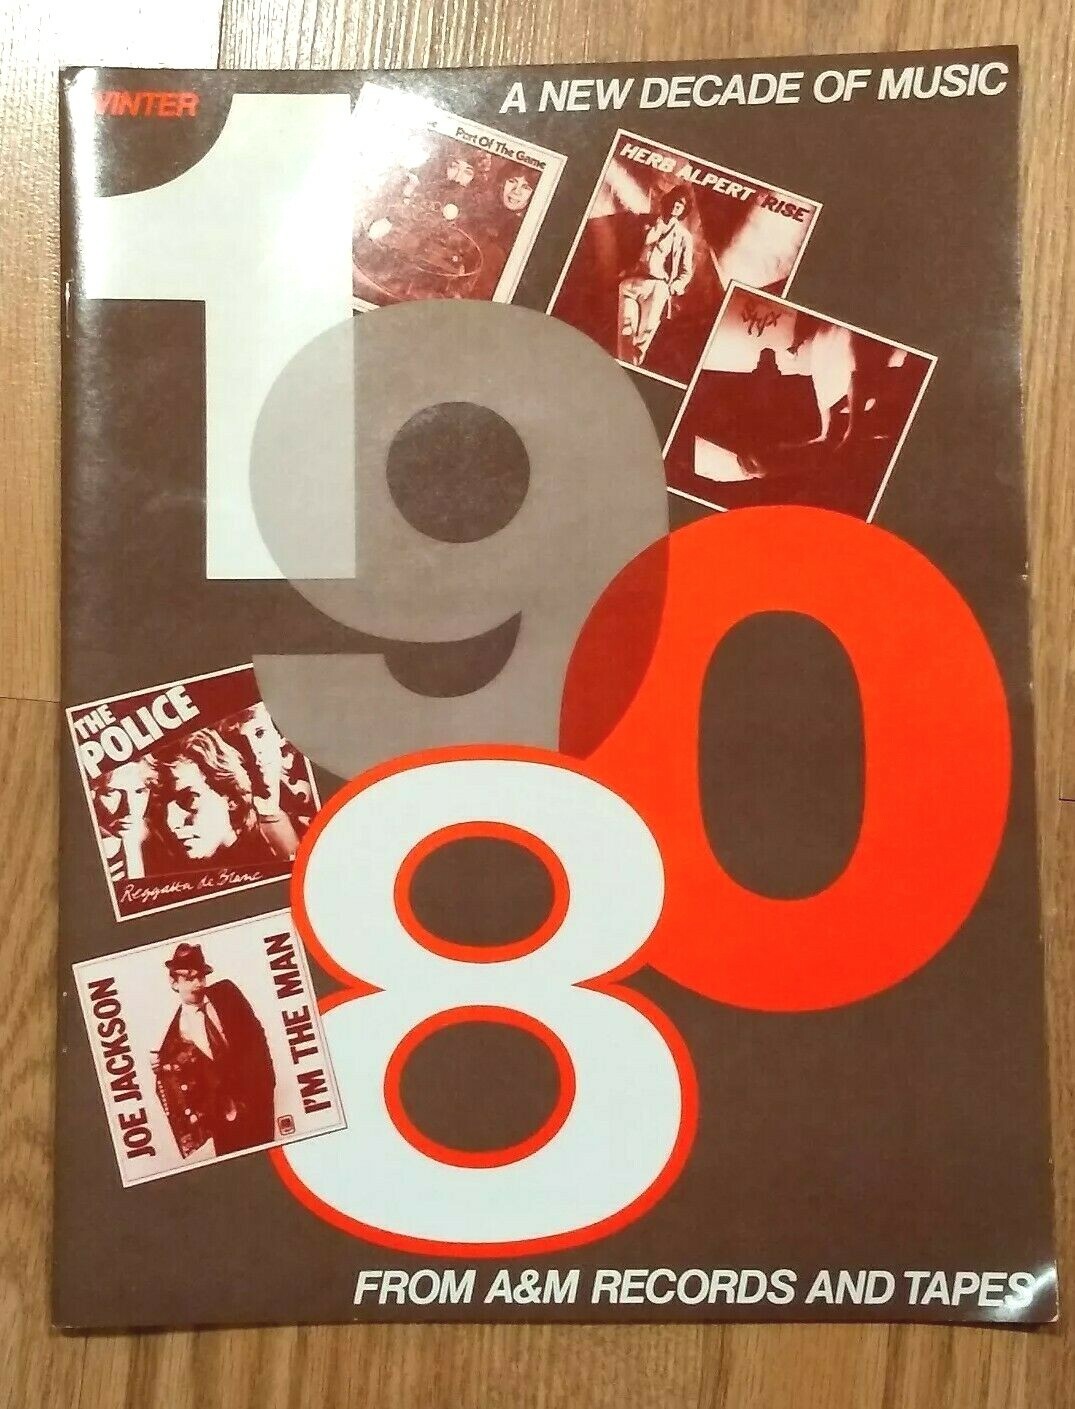 WINTER
A NEW DECADE OF MUSIC
1980
Part Of The Game
HERB ALPERT RISE
STYX
THE
POLICE
Reggatta de Blanc
JOE JACKSON
I'M THE MAN
FROM A&M RECORDS AND TAPES